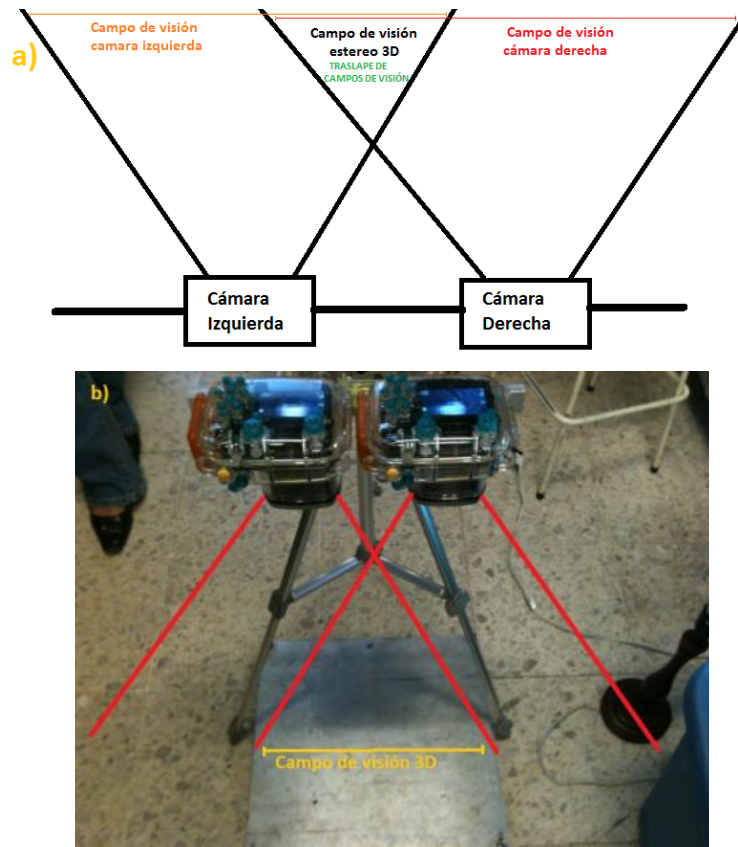 a)
Campo de visión
camara izquierda
Campo de visión
estereo 3D
TRASLAPE DE
CAMPOS DE VISIÓN
Campo de visión
cámara derecha
Cámara
Izquierda
Cámara
Derecha
b)
Campo de visión 3D